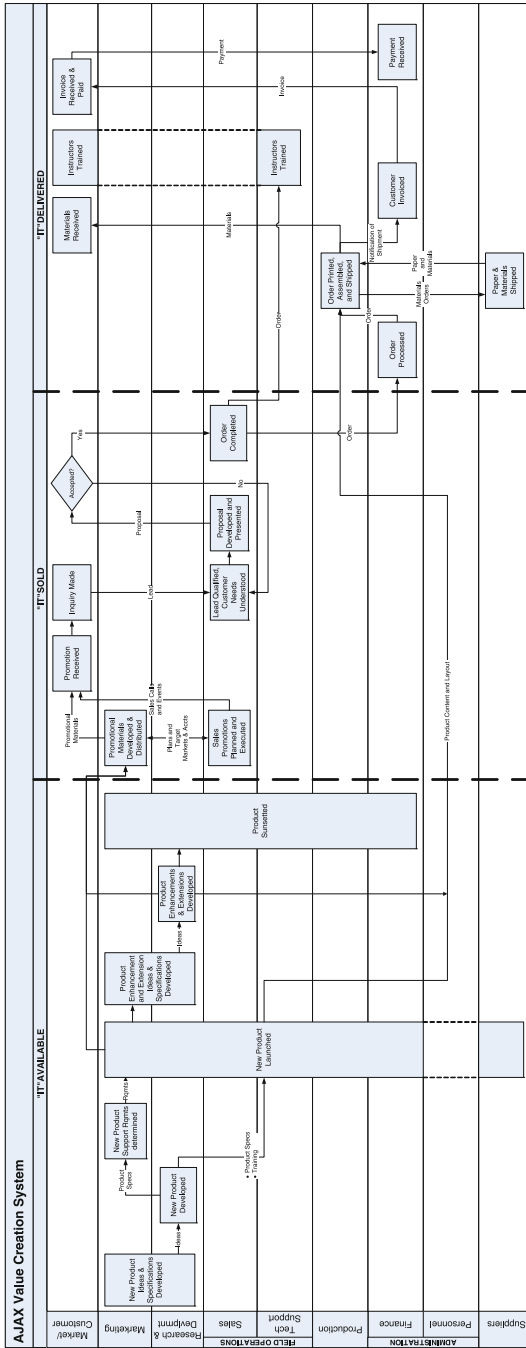 AJAX Value Creation System
"IT"AVAILABLE
"IT"SOLD
"IT"DELIVERED
Market/
Customer
Marketing
Research &
Devlpmnt
Sales
Tech
Support
FIELD OPERATIONS
Production
Finance
Personnel
ADMINISTRATION
Suppliers
New Product
Ideas &
Specifications
Developed
Ideas
New Product
Developed
Product
Specs
New Product
Support Rqmts
determined
Rqmts
• Product Specs
• Training
New Product
Launched
Product
Enhancement
and Extension
Ideas &
Specifications
Developed
Ideas
Product
Enhancements
& Extensions
Developed
Product
Sunsetted
Product Content and Layout
Promotional
Materials
Promotional
Materials
Developed &
Distributed
Plans and
Target
Markets & Accts
Sales
Promotions
Planned and
Executed
Sales Calls
and Events
Promotion
Received
Inquiry Made
Lead
Lead Qualified,
Customer
Needs
Understood
Proposal
Developed and
Presented
Proposal
Accepted?
No
Yes
Order
Completed
Order
Order
Order
Processed
Order
Order Printed,
Assembled,
and Shipped
Materials
Orders
Paper
and
Materials
Paper &
Materials
Shipped
Notification of
Shipment
Customer
Invoiced
Materials
Materials
Received
Instructors
Trained
Instructors
Trained
Invoice
Invoice
Received &
Paid
Payment
Payment
Received